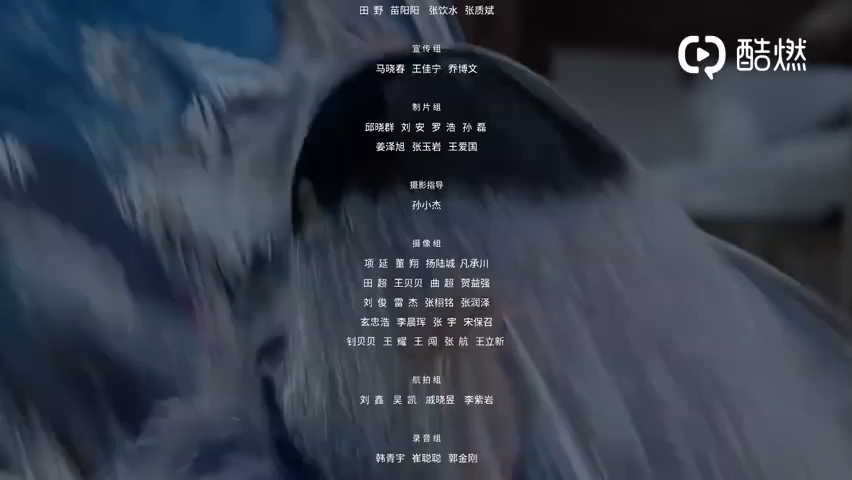 田 野 苗阳阳 张饮水 张质斌
酷燃
宣传组
马晓春 王佳宁 乔博文
制片组
邱晓群 刘 安 罗 浩 孙 磊
姜泽旭 张玉岩 王爱国
摄影指导
孙小杰
摄像组
项 延 董 翔 扬陆城 凡承川
田 超 王贝贝 曲 超 贺益强
刘 俊 雷 杰 张栩铭 张润泽
玄忠浩 李晨珲 张 宇 宋保召
钊贝贝 王 耀 王 闯 张 航 王立新
航拍组
刘 鑫 吴 凯 戚晓昱 李紫岩
录音组
韩青宇 崔聪聪 郭金刚